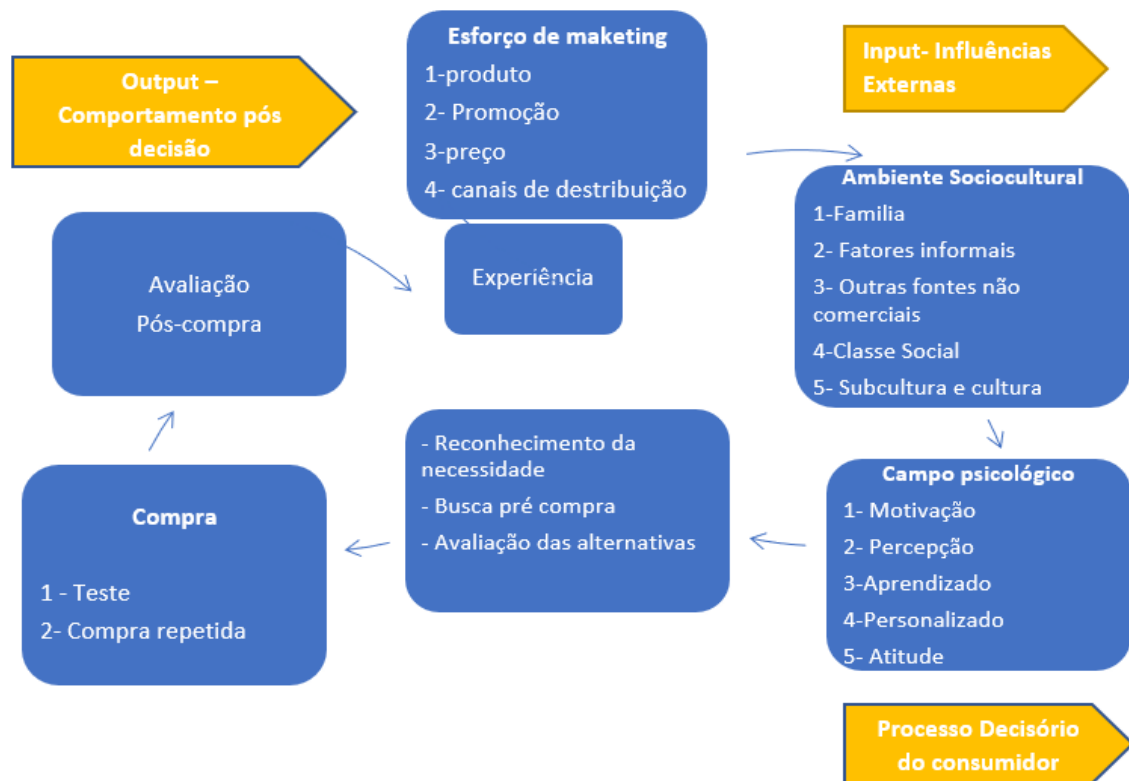 Output –
Comportamento pós
decisão
Esforço de maketing
1-produto
2- Promoção
3-preço
4- canais de destribuição
Input- Influências
Externas
Ambiente Sociocultural
1-Familia
2- Fatores informais
3- Outras fontes não
comerciais
4-Classe Social
5- Subcultura e cultura
Experiência
Avaliação
Pós-compra
- Reconhecimento da
necessidade
- Busca pré compra
- Avaliação das alternativas
Campo psicológico
1- Motivação
2- Percepção
3-Aprendizado
4-Personalizado
5- Atitude
Compra
1 - Teste
2- Compra repetida
Processo Decisório
do consumidor